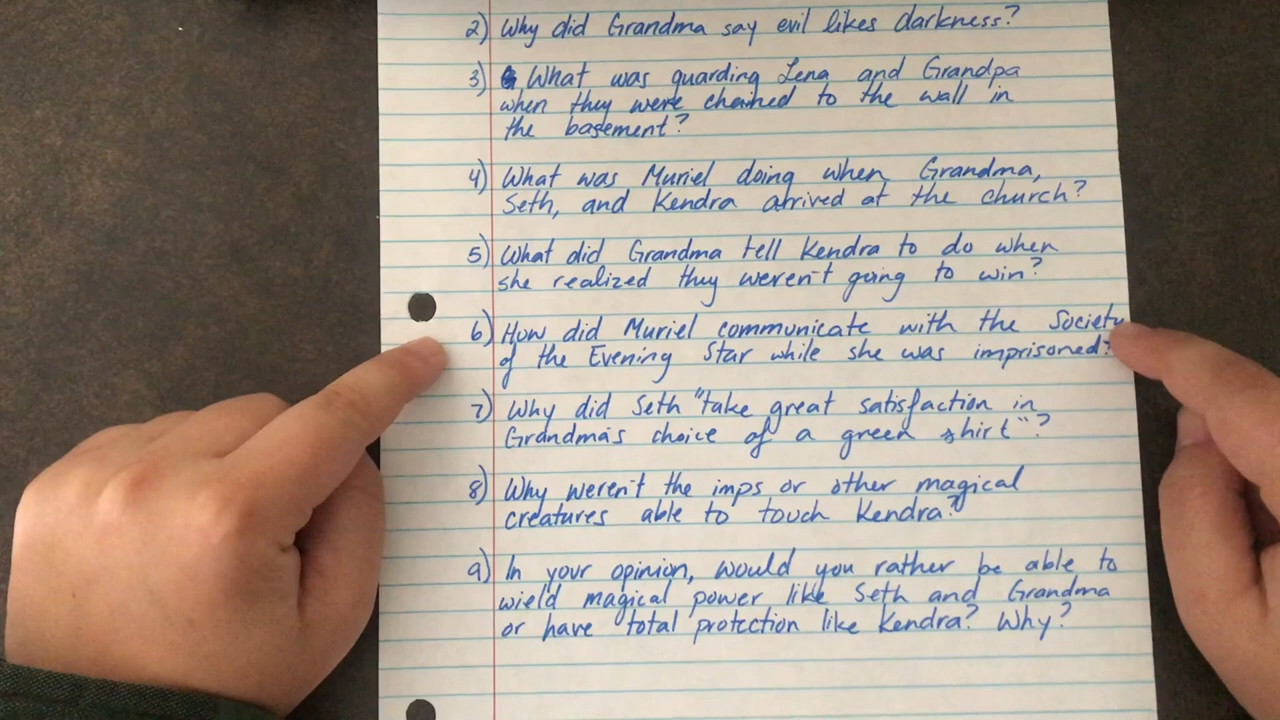 2) Why did Grandma say evil likes darkness?
3) What was guarding Lena and Grandpa
when they were chained to the wall in
the basement?
4) What was Muriel doing when Grandma,
Seth, and Kendra arrived at the church?
5) What did Grandma tell Kendra to do when
she realized they weren't going to win?
6) How did Muriel communicate with the Society
of the Evening Star while she was imprisoned?
7) Why did Seth "take great satisfaction in
Grandma's choice of a green shirt"?
8) Why weren't the imps or other magical
creatures able to touch Kendra?
9) In your opinion, would you rather be able to
wield magical power like Seth and Grandma
or have total protection like Kendra? Why?